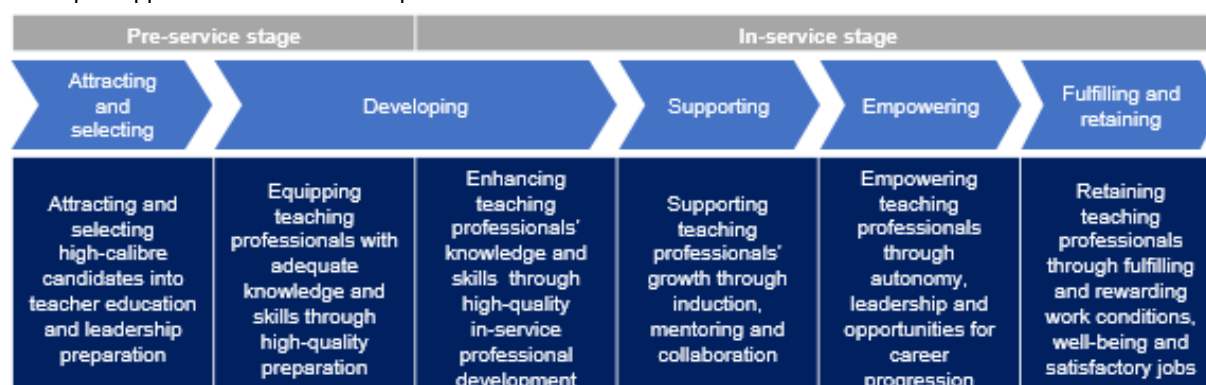 Pre-service stage
In-service stage
Attracting
and
selecting
Developing
Supporting
Empowering
Fulfilling and
retaining
Attracting and
selecting
high-calibre
candidates into
teacher education
and leadership
preparation
Equipping
teaching
professionals with
adequate
knowledge and
skills through
high-quality
preparation
Enhancing
teaching
professionals'
knowledge and
skills through
high-quality
in-service
professional
development
Supporting
teaching
professionals'
growth through
induction,
mentoring and
collaboration
Empowering
teaching
professionals
through
autonomy,
leadership and
opportunities for
career
progression
Retaining
teaching
professionals
through fulfilling
and rewarding
work conditions,
well-being and
satisfactory jobs